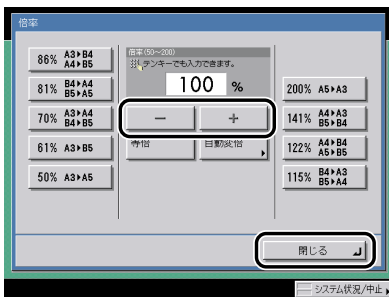 倍率
86% A3▶B4
A4▶B5
81% B4▶A4
B5▶A5
70% A3▶A4
B4▶B5
61% A3▶B5
50% A3▶A5
倍率(50~200)
テンキーでも入力できます。
100 %
－ ＋
等倍 自動変倍
200% A5▶A3
141% A4▶A3
B5▶B4
122% A4▶B4
A5▶B5
115% B4▶A3
B5▶A4
閉じる
システム状況/中止